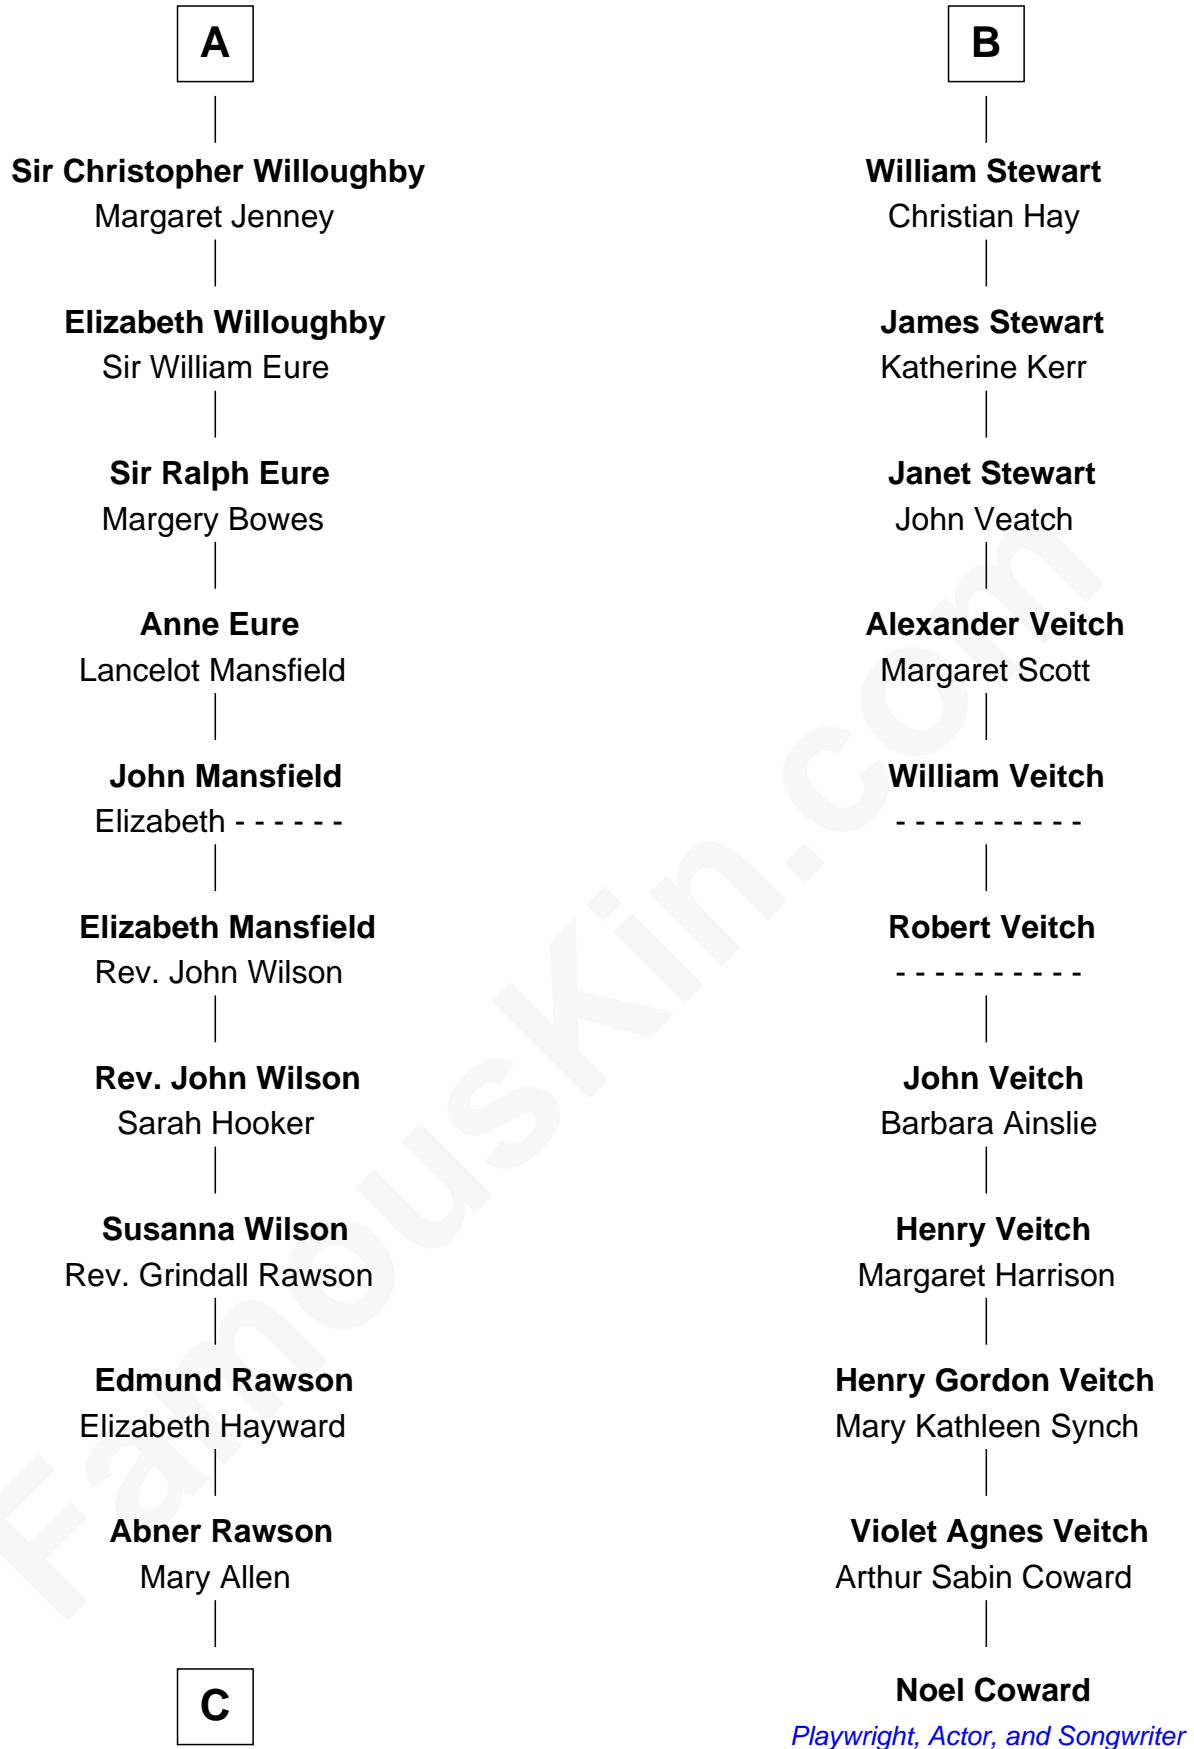 A
Sir Christopher Willoughby
Margaret Jenney
Elizabeth Willoughby
Sir William Eure
Sir Ralph Eure
Margery Bowes
Anne Eure
Lancelot Mansfield
John Mansfield
Elizabeth - - - - - -
Elizabeth Mansfield
Rev. John Wilson
Rev. John Wilson
Sarah Hooker
Susanna Wilson
Rev. Grindall Rawson
Edmund Rawson
Elizabeth Hayward
Abner Rawson
Mary Allen
C
B
William Stewart
Christian Hay
James Stewart
Katherine Kerr
Janet Stewart
John Veatch
Alexander Veitch
Margaret Scott
William Veitch
- - - - - - - - - -
Robert Veitch
- - - - - - - - - -
John Veitch
Barbara Ainslie
Henry Veitch
Margaret Harrison
Henry Gordon Veitch
Mary Kathleen Synch
Violet Agnes Veitch
Arthur Sabin Coward
Noel Coward
Playwright, Actor, and Songwriter
FamousKin.com